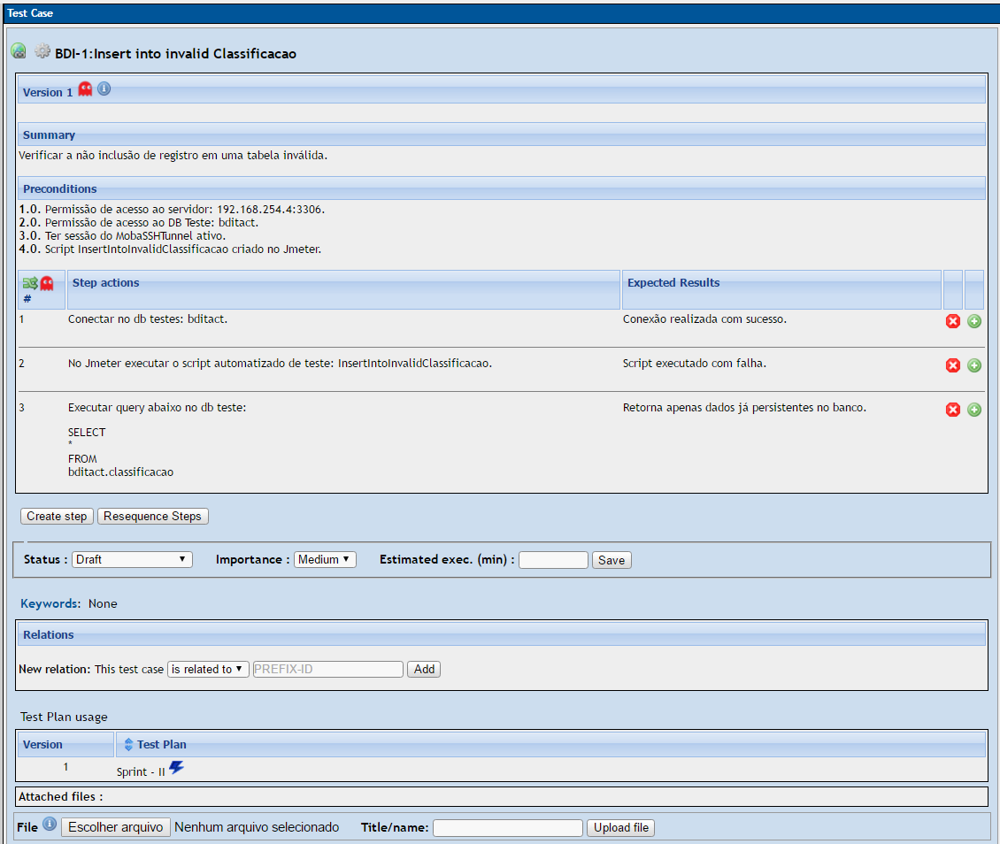 Test Case
BDI-1:Insert into invalid Classificacao
Version 1
Summary
Verificar a não inclusão de registro em uma tabela inválida.
Preconditions
1.0. Permissão de acesso ao servidor: 192.168.254.4:3306.
2.0. Permissão de acesso ao DB Teste: bditact.
3.0. Ter sessão do MobaSSHTunnel ativo.
4.0. Script InsertIntoInvalidClassificacao criado no Jmeter.
# Step actions Expected Results
1 Conectar no db testes: bditact. Conexão realizada com sucesso.
2 No Jmeter executar o script automatizado de teste: InsertIntoInvalidClassificacao. Script executado com falha.
3 Executar query abaixo no db teste: Retorna apenas dados já persistentes no banco.
SELECT
*
FROM
bditact.classificacao
Create step Resequence Steps
Status : Draft Importance : Medium Estimated exec. (min) : Save
Keywords: None
Relations
New relation: This test case is related to PREFIX-ID Add
Test Plan usage
Version Test Plan
1 Sprint - II
Attached files :
File Escolher arquivo Nenhum arquivo selecionado Title/name: Upload file